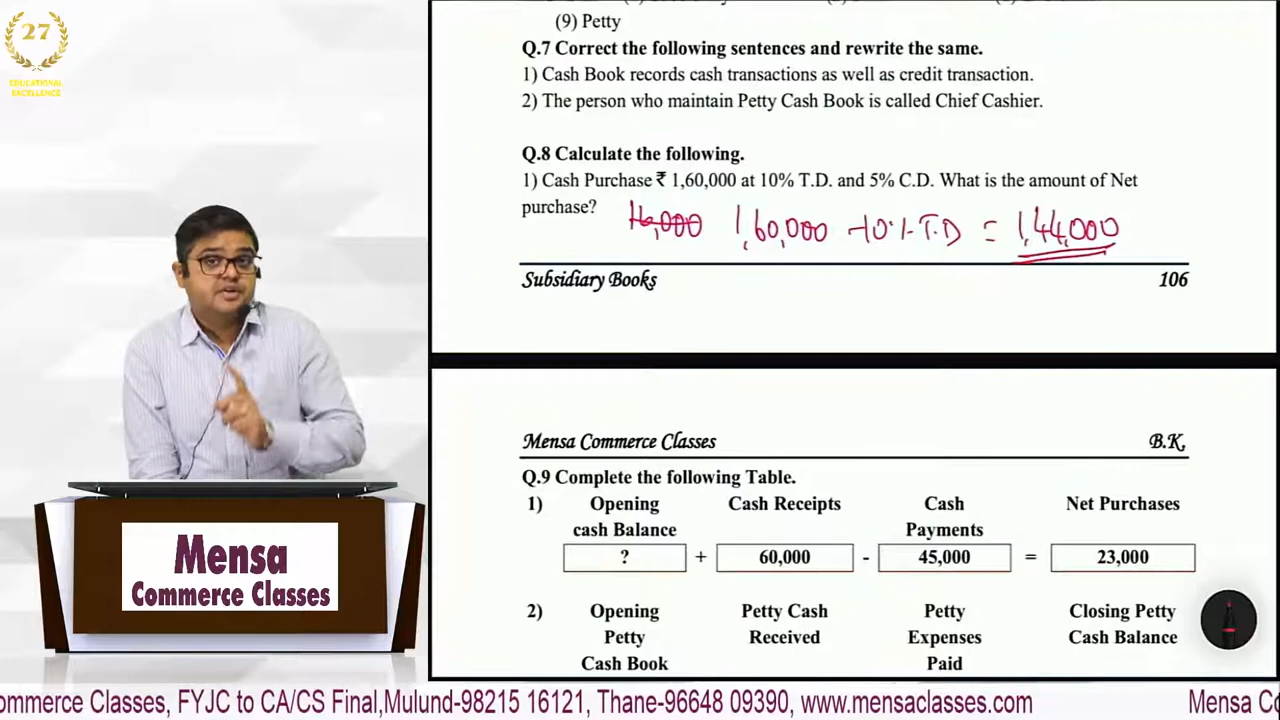 27
EDUCATIONAL
EXCELLENCE
(9) Petty
Q.7 Correct the following sentences and rewrite the same.
1) Cash Book records cash transactions as well as credit transaction.
2) The person who maintain Petty Cash Book is called Chief Cashier.
Q.8 Calculate the following.
1) Cash Purchase ₹ 1,60,000 at 10% T.D. and 5% C.D. What is the amount of Net
purchase?
16,000 1,60,000 -10% T.D = 1,44,000
Subsidiary Books 106
Mensa Commerce Classes B.K.
Q.9 Complete the following Table.
1) Opening Cash Receipts Cash Net Purchases
cash Balance Payments
? + 60,000 - 45,000 = 23,000
2) Opening Petty Cash Petty Closing Petty
Petty Received Expenses Cash Balance
Cash Book Paid
Mensa
Commerce Classes
ommerce Classes, FYJC to CA/CS Final,Mulund-98215 16121, Thane-96648 09390, www.mensaclasses.com Mensa Co